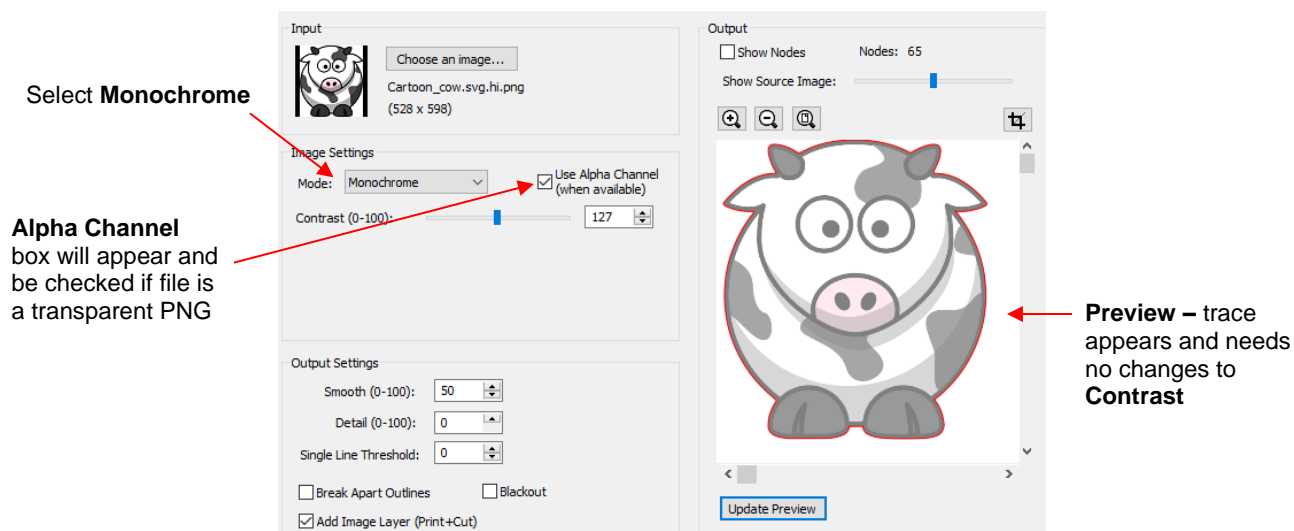 Select Monochrome
Alpha Channel
box will appear and
be checked if file is
a transparent PNG
Input
Choose an image...
Cartoon_cow.svg.hi.png
(528 x 598)
Image Settings
Mode: Monochrome
Use Alpha Channel
(when available)
Contrast (0-100): 127
Output Settings
Smooth (0-100): 50
Detail (0-100): 0
Single Line Threshold: 0
Break Apart Outlines Blackout
Add Image Layer (Print+Cut)
Output
Show Nodes Nodes: 65
Show Source Image:
Update Preview
Preview – trace
appears and needs
no changes to
Contrast